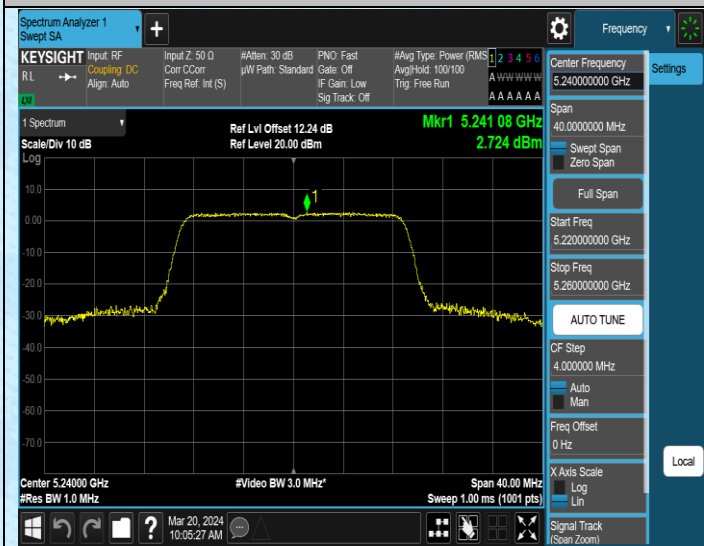 Spectrum Analyzer 1
Swept SA
Frequency
KEYSIGHT
R L
LXI
Input: RF
Coupling: DC
Align: Auto
Input Z: 50 Ω
Corr CCorr
Freq Ref: Int (S)
#Atten: 30 dB
µW Path: Standard
PNO: Fast
Gate: Off
IF Gain: Low
Sig Track: Off
#Avg Type: Power (RMS
Avg|Hold: 100/100
Trig: Free Run
1 2 3 4 5 6
A W W W W W
A A A A A A
1 Spectrum
Scale/Div 10 dB
Log
Ref Lvl Offset 12.24 dB
Ref Level 20.00 dBm
Mkr1 5.241 08 GHz
2.724 dBm
1
10.0
0.00
-10.0
-20.0
-30.0
-40.0
-50.0
-60.0
-70.0
Center 5.24000 GHz
#Res BW 1.0 MHz
#Video BW 3.0 MHz*
Span 40.00 MHz
Sweep 1.00 ms (1001 pts)
Mar 20, 2024
10:05:27 AM
Center Frequency
5.240000000 GHz
Span
40.0000000 MHz
Swept Span
Zero Span
Full Span
Start Freq
5.220000000 GHz
Stop Freq
5.260000000 GHz
AUTO TUNE
CF Step
4.000000 MHz
Auto
Man
Freq Offset
0 Hz
X Axis Scale
Log
Lin
Signal Track
(Span Zoom)
Settings
Local